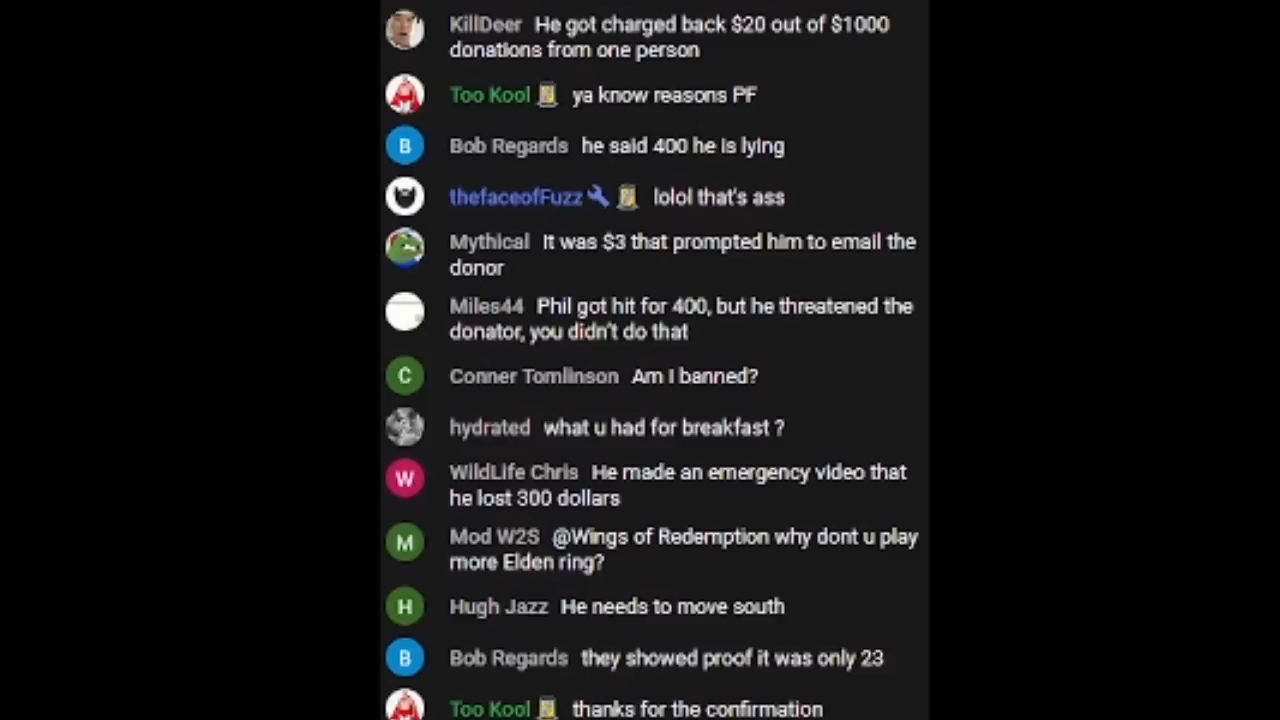 KillDeer He got charged back $20 out of $1000
donations from one person
Too Kool ya know reasons PF
B Bob Regards he said 400 he is lying
thefaceofFuzz lolol that's ass
Mythical It was $3 that prompted him to email the
donor
Miles44 Phil got hit for 400, but he threatened the
donator, you didn't do that
C Conner Tomlinson Am I banned?
hydrated what u had for breakfast ?
W WildLife Chris He made an emergency video that
he lost 300 dollars
M Mod W2S @Wings of Redemption why dont u play
more Elden ring?
H Hugh Jazz He needs to move south
B Bob Regards they showed proof it was only 23
Too Kool thanks for the confirmation